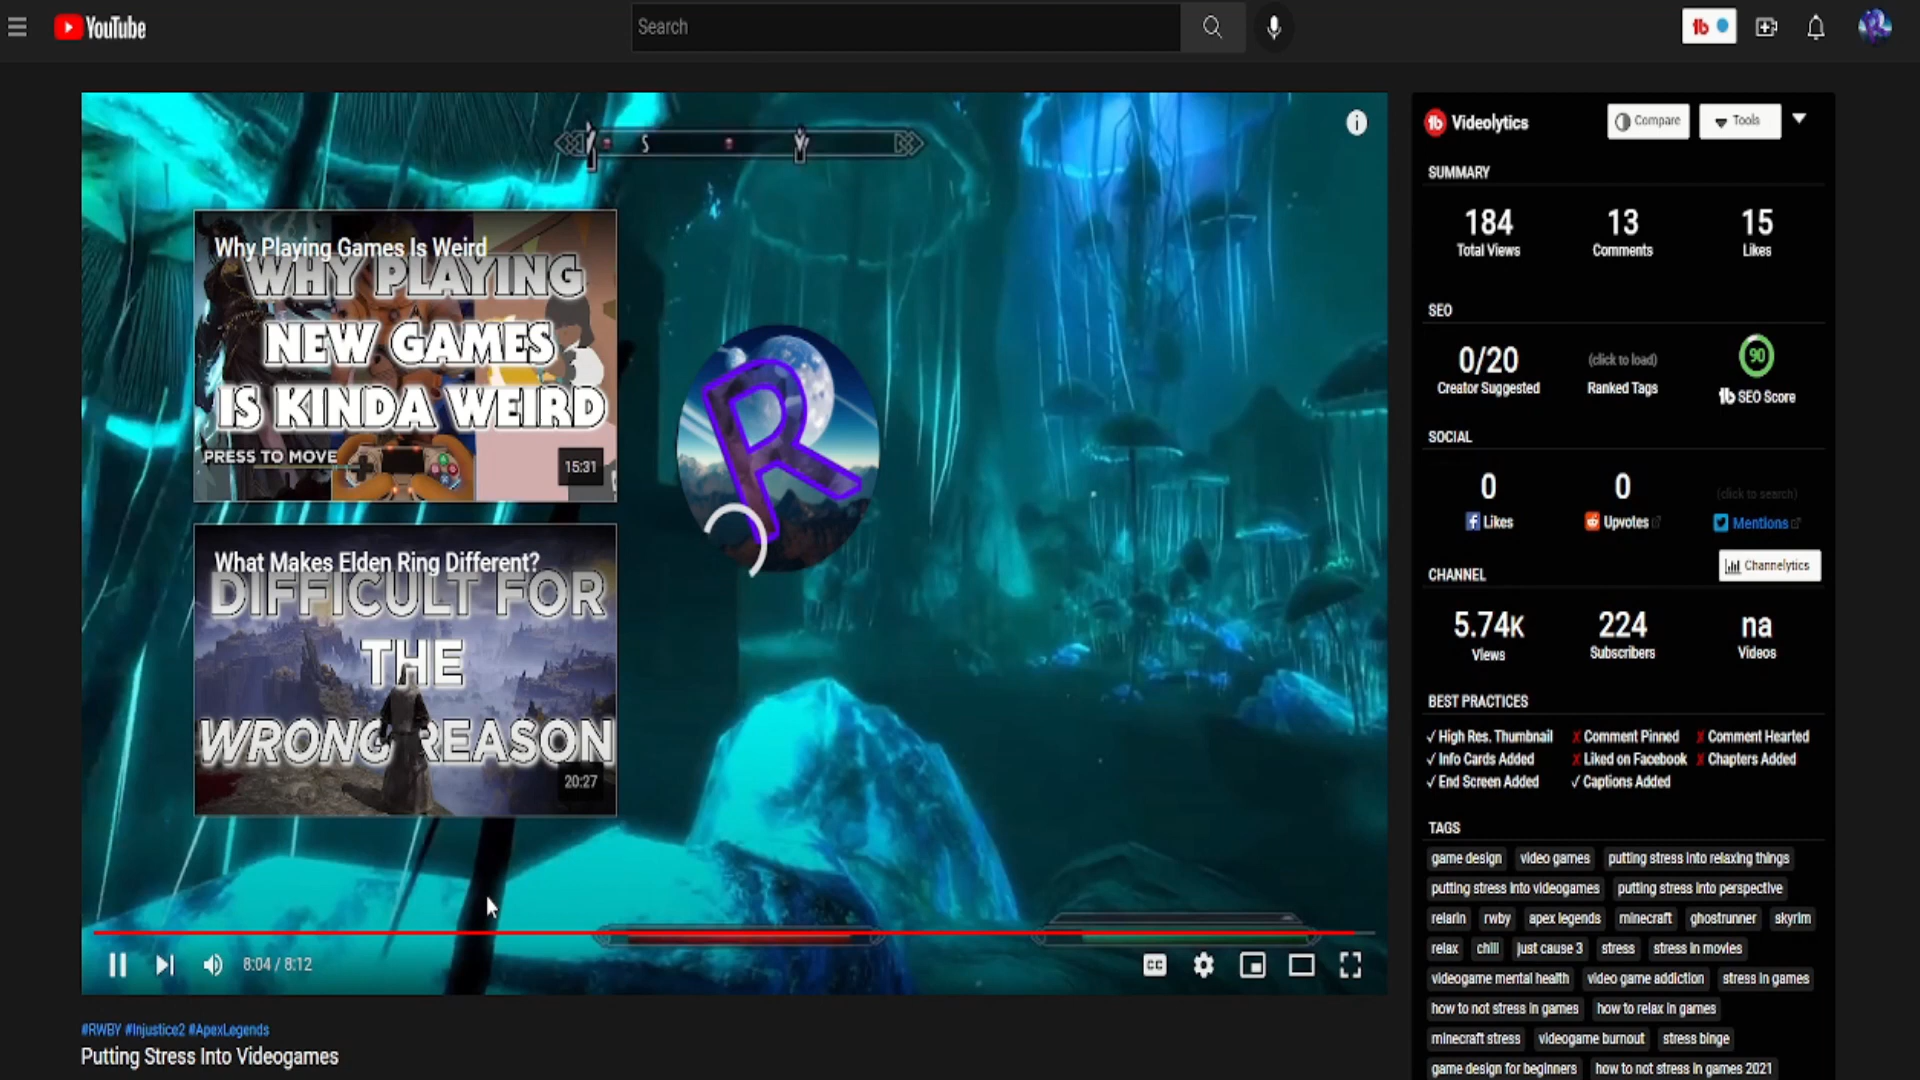 YouTube
Search
S
Why Playing Games Is Weird
WHY PLAYING
NEW GAMES
IS KINDA WEIRD
PRESS TO MOVE
15:31
What Makes Elden Ring Different?
DIFFICULT FOR
THE
WRONG REASON
20:27
R
8:04 / 8:12
CC
#RWBY #Injustice2 #ApexLegends
Putting Stress Into Videogames
Videolytics
Compare
Tools
SUMMARY
184 13 15
Total Views Comments Likes
SEO
0/20 (click to load) 90
Creator Suggested Ranked Tags SEO Score
SOCIAL
0 0 (click to search)
Likes Upvotes Mentions
CHANNEL Channelytics
5.74K 224 na
Views Subscribers Videos
BEST PRACTICES
✓ High Res. Thumbnail ✗ Comment Pinned ✗ Comment Hearted
✓ Info Cards Added ✗ Liked on Facebook ✗ Chapters Added
✓ End Screen Added ✓ Captions Added
TAGS
game design video games putting stress into relaxing things
putting stress into videogames putting stress into perspective
relarin rwby apex legends minecraft ghostrunner skyrim
relax chill just cause 3 stress stress in movies
videogame mental health video game addiction stress in games
how to not stress in games how to relax in games
minecraft stress videogame burnout stress binge
game design for beginners how to not stress in games 2021